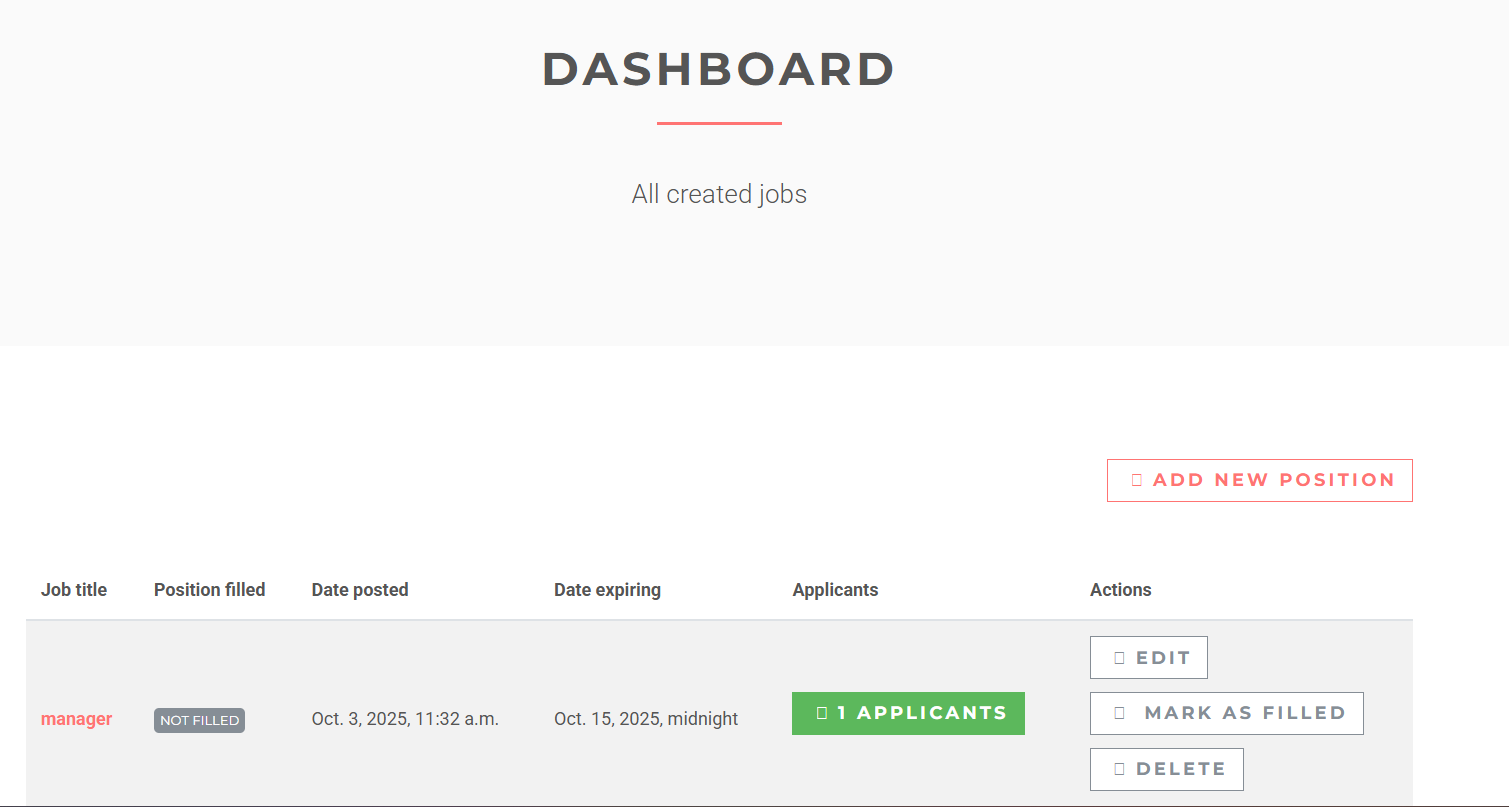 DASHBOARD
All created jobs
ADD NEW POSITION
Job title Position filled Date posted Date expiring Applicants Actions
EDIT
manager NOT FILLED Oct. 3, 2025, 11:32 a.m. Oct. 15, 2025, midnight 1 APPLICANTS MARK AS FILLED
DELETE